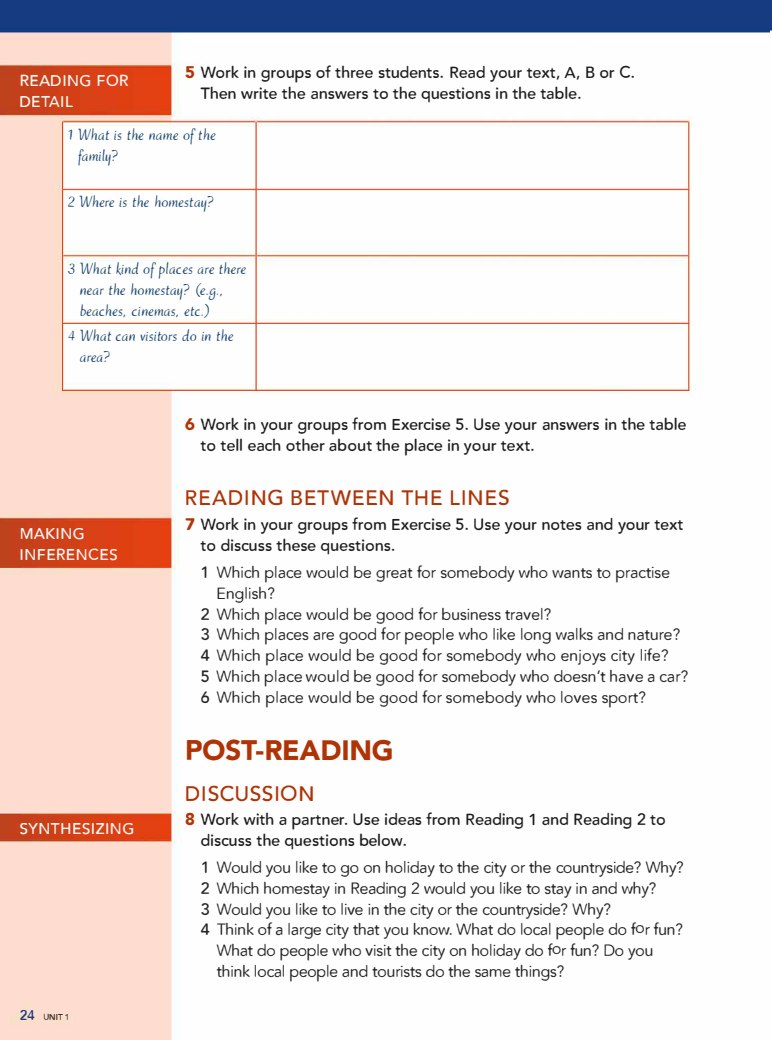 READING FOR
DETAIL
5 Work in groups of three students. Read your text, A, B or C.
Then write the answers to the questions in the table.
1 What is the name of the
family?
2 Where is the homestay?
3 What kind of places are there
near the homestay? (e.g.,
beaches, cinemas, etc.)
4 What can visitors do in the
area?
6 Work in your groups from Exercise 5. Use your answers in the table
to tell each other about the place in your text.
READING BETWEEN THE LINES
MAKING
INFERENCES
7 Work in your groups from Exercise 5. Use your notes and your text
to discuss these questions.
1 Which place would be great for somebody who wants to practise
English?
2 Which place would be good for business travel?
3 Which places are good for people who like long walks and nature?
4 Which place would be good for somebody who enjoys city life?
5 Which place would be good for somebody who doesn't have a car?
6 Which place would be good for somebody who loves sport?
POST-READING
DISCUSSION
SYNTHESIZING
8 Work with a partner. Use ideas from Reading 1 and Reading 2 to
discuss the questions below.
1 Would you like to go on holiday to the city or the countryside? Why?
2 Which homestay in Reading 2 would you like to stay in and why?
3 Would you like to live in the city or the countryside? Why?
4 Think of a large city that you know. What do local people do for fun?
What do people who visit the city on holiday do for fun? Do you
think local people and tourists do the same things?
24 UNIT 1